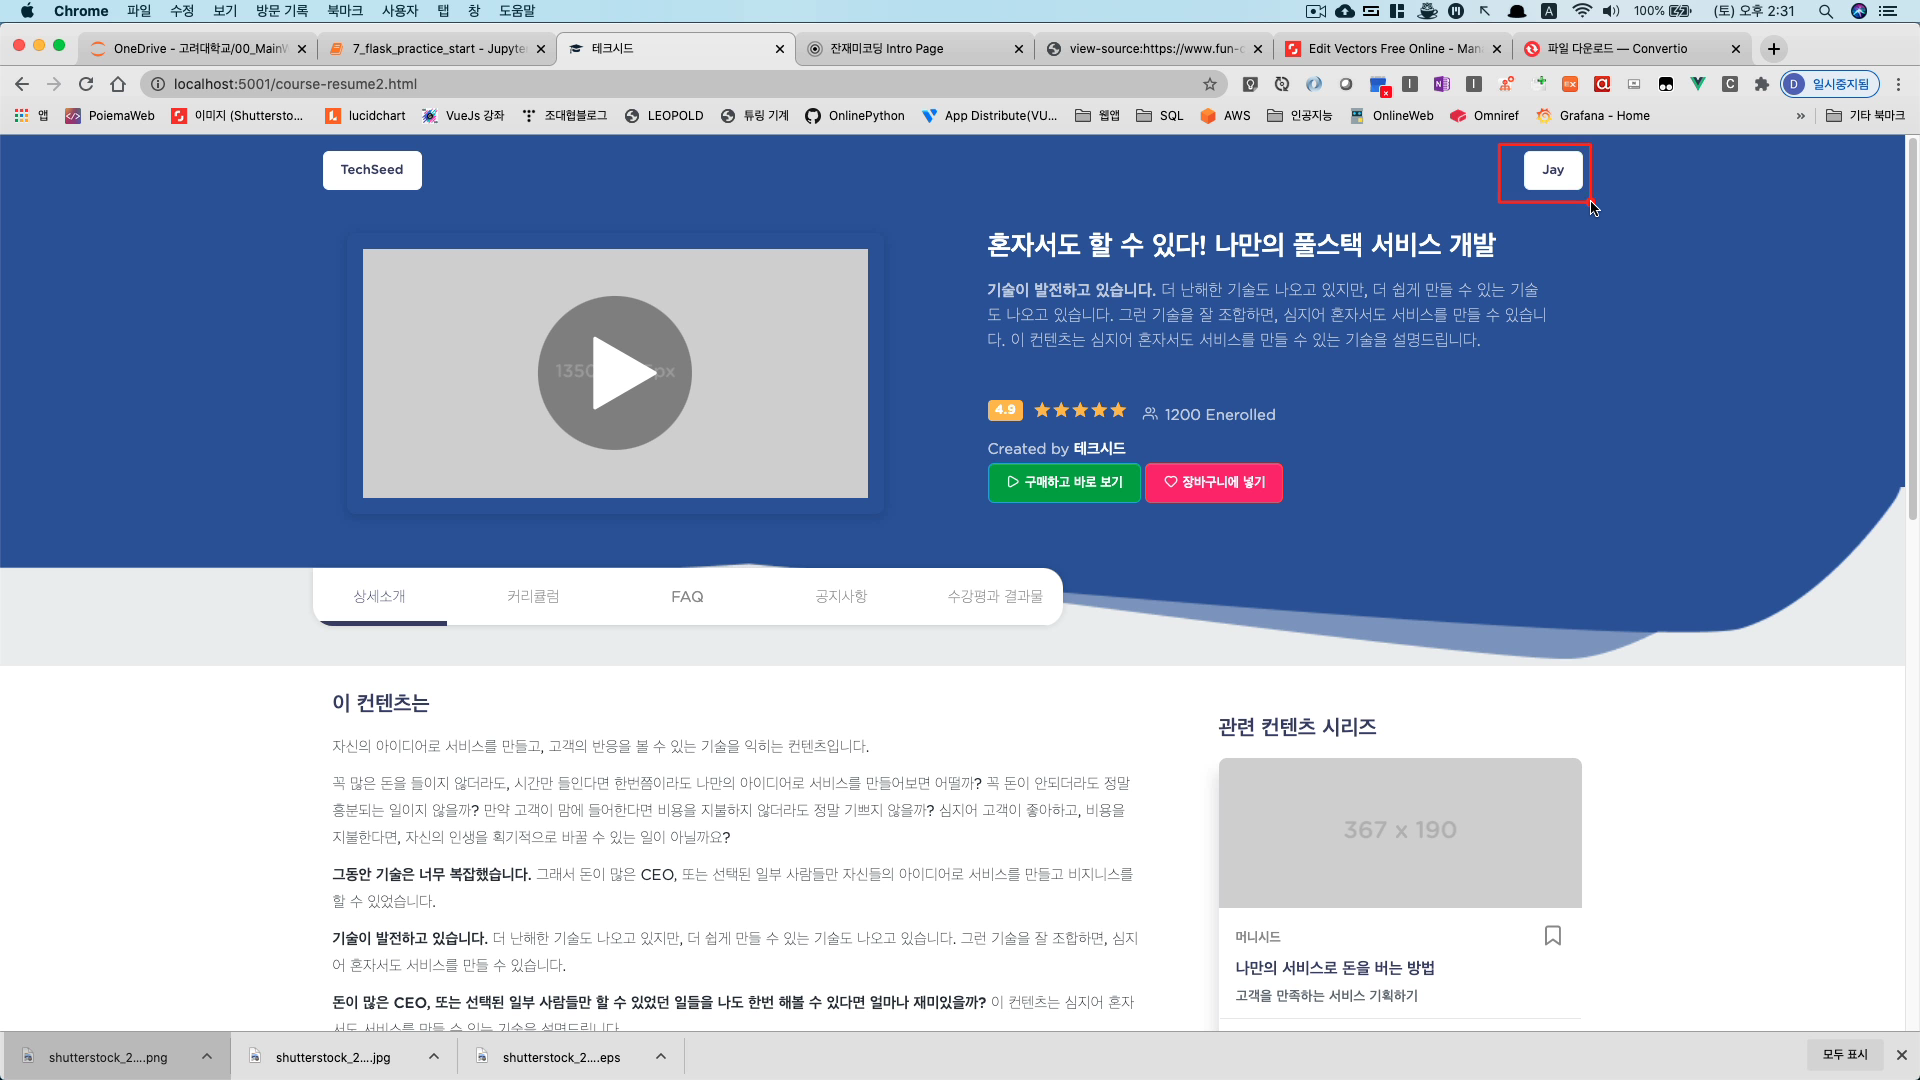 Chrome 파일 수정 보기 방문 기록 북마크 사용자 탭 창 도움말 100% (토) 오후 2:31
OneDrive - 고려대학교/00_MainW 7_flask_practice_start - Jupyte 테크시드 잔재미코딩 Intro Page view-source:https://www.fun-c Edit Vectors Free Online - Mana 파일 다운로드 — Convertio
localhost:5001/course-resume2.html D 일시중지됨
앱 PoiemaWeb 이미지 (Shuttersto... lucidchart VueJs 강좌 조대협블로그 LEOPOLD 튜링 기계 OnlinePython App Distribute(VU... 웹앱 SQL AWS 인공지능 OnlineWeb Omniref Grafana - Home » 기타 북마크
TechSeed Jay
혼자서도 할 수 있다! 나만의 풀스택 서비스 개발
기술이 발전하고 있습니다. 더 난해한 기술도 나오고 있지만, 더 쉽게 만들 수 있는 기술
도 나오고 있습니다. 그런 기술을 잘 조합하면, 심지어 혼자서도 서비스를 만들 수 있습니
다. 이 컨텐츠는 심지어 혼자서도 서비스를 만들 수 있는 기술을 설명드립니다.
4.9 1200 Enerolled
Created by 테크시드
구매하고 바로 보기 장바구니에 넣기
상세소개 커리큘럼 FAQ 공지사항 수강평과 결과물
이 컨텐츠는
자신의 아이디어로 서비스를 만들고, 고객의 반응을 볼 수 있는 기술을 익히는 컨텐츠입니다.
꼭 많은 돈을 들이지 않더라도, 시간만 들인다면 한번쯤이라도 나만의 아이디어로 서비스를 만들어보면 어떨까? 꼭 돈이 안되더라도 정말
흥분되는 일이지 않을까? 만약 고객이 맘에 들어한다면 비용을 지불하지 않더라도 정말 기쁘지 않을까? 심지어 고객이 좋아하고, 비용을
지불한다면, 자신의 인생을 획기적으로 바꿀 수 있는 일이 아닐까요?
그동안 기술은 너무 복잡했습니다. 그래서 돈이 많은 CEO, 또는 선택된 일부 사람들만 자신들의 아이디어로 서비스를 만들고 비지니스를
할 수 있었습니다.
기술이 발전하고 있습니다. 더 난해한 기술도 나오고 있지만, 더 쉽게 만들 수 있는 기술도 나오고 있습니다. 그런 기술을 잘 조합하면, 심지
어 혼자서도 서비스를 만들 수 있습니다.
돈이 많은 CEO, 또는 선택된 일부 사람들만 할 수 있었던 일들을 나도 한번 해볼 수 있다면 얼마나 재미있을까? 이 컨텐츠는 심지어 혼자
서도 서비스를 만들 수 있는 기술을 설명드립니다
관련 컨텐츠 시리즈
367 x 190
머니시드
나만의 서비스로 돈을 버는 방법
고객을 만족하는 서비스 기획하기
shutterstock_2....png shutterstock_2....jpg shutterstock_2....eps 모두 표시